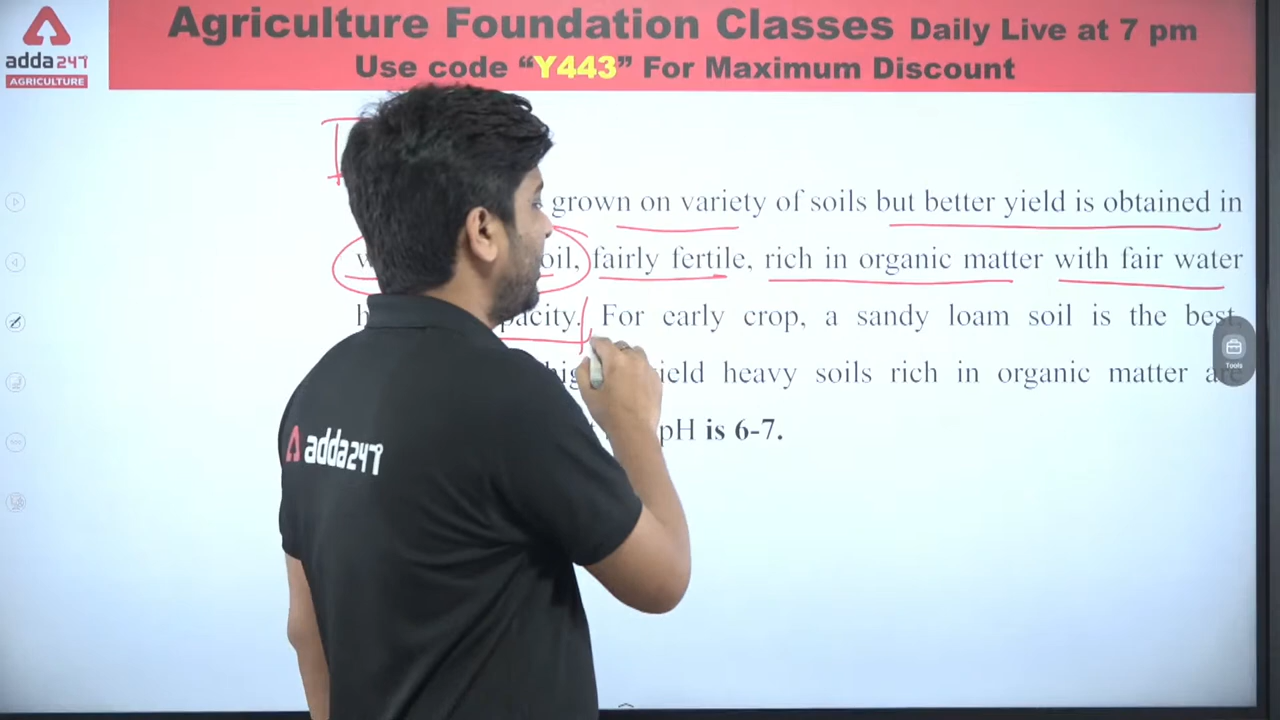 Agriculture Foundation Classes Daily Live at 7 pm
Use code “Y443” For Maximum Discount
adda247
AGRICULTURE
grown on variety of soils but better yield is obtained in
fairly fertile, rich in organic matter with fair water
For early crop, a sandy loam soil is the best,
heavy soils rich in organic matter are
pH is 6-7.
Tools
adda247